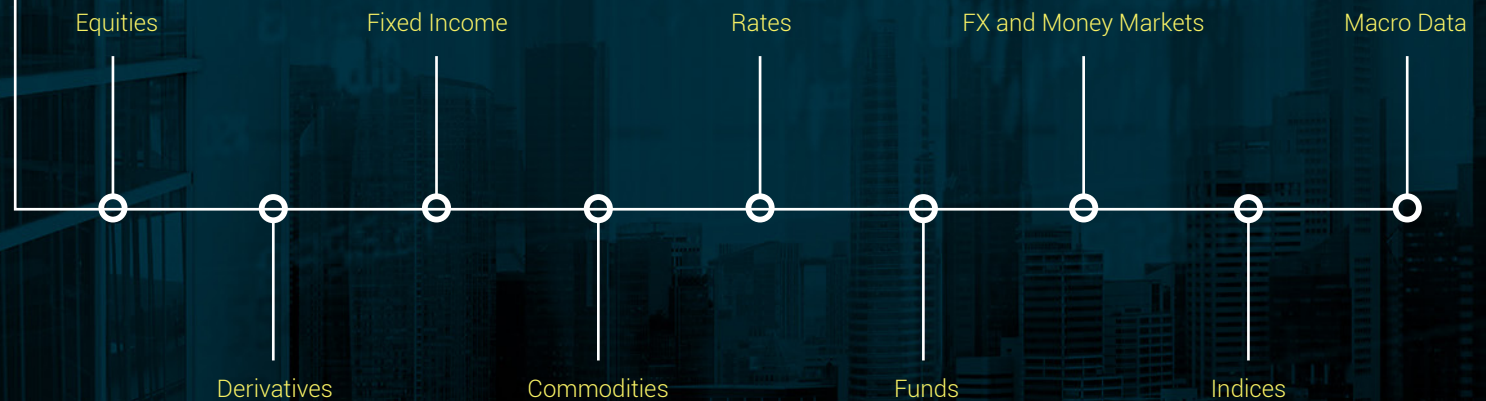 Equities
Fixed Income
Rates
FX and Money Markets
Macro Data
Derivatives
Commodities
Funds
Indices